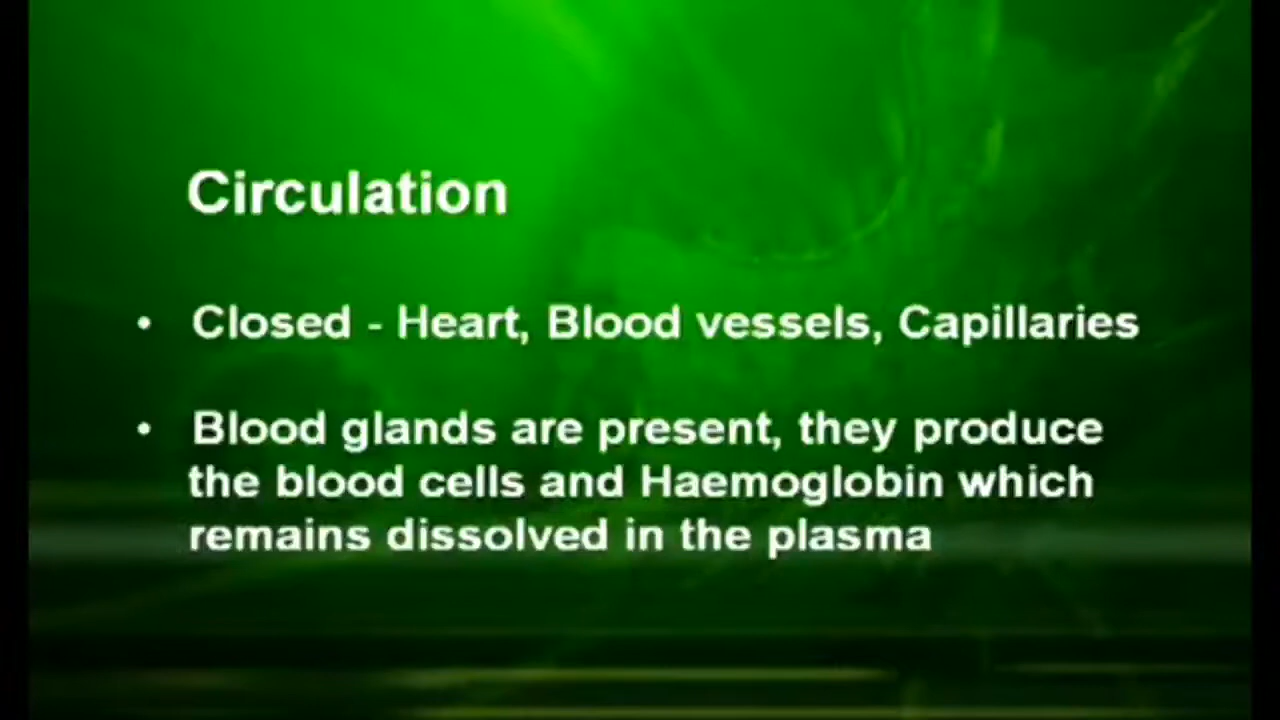 Circulation
• Closed - Heart, Blood vessels, Capillaries
• Blood glands are present, they produce
the blood cells and Haemoglobin which
remains dissolved in the plasma